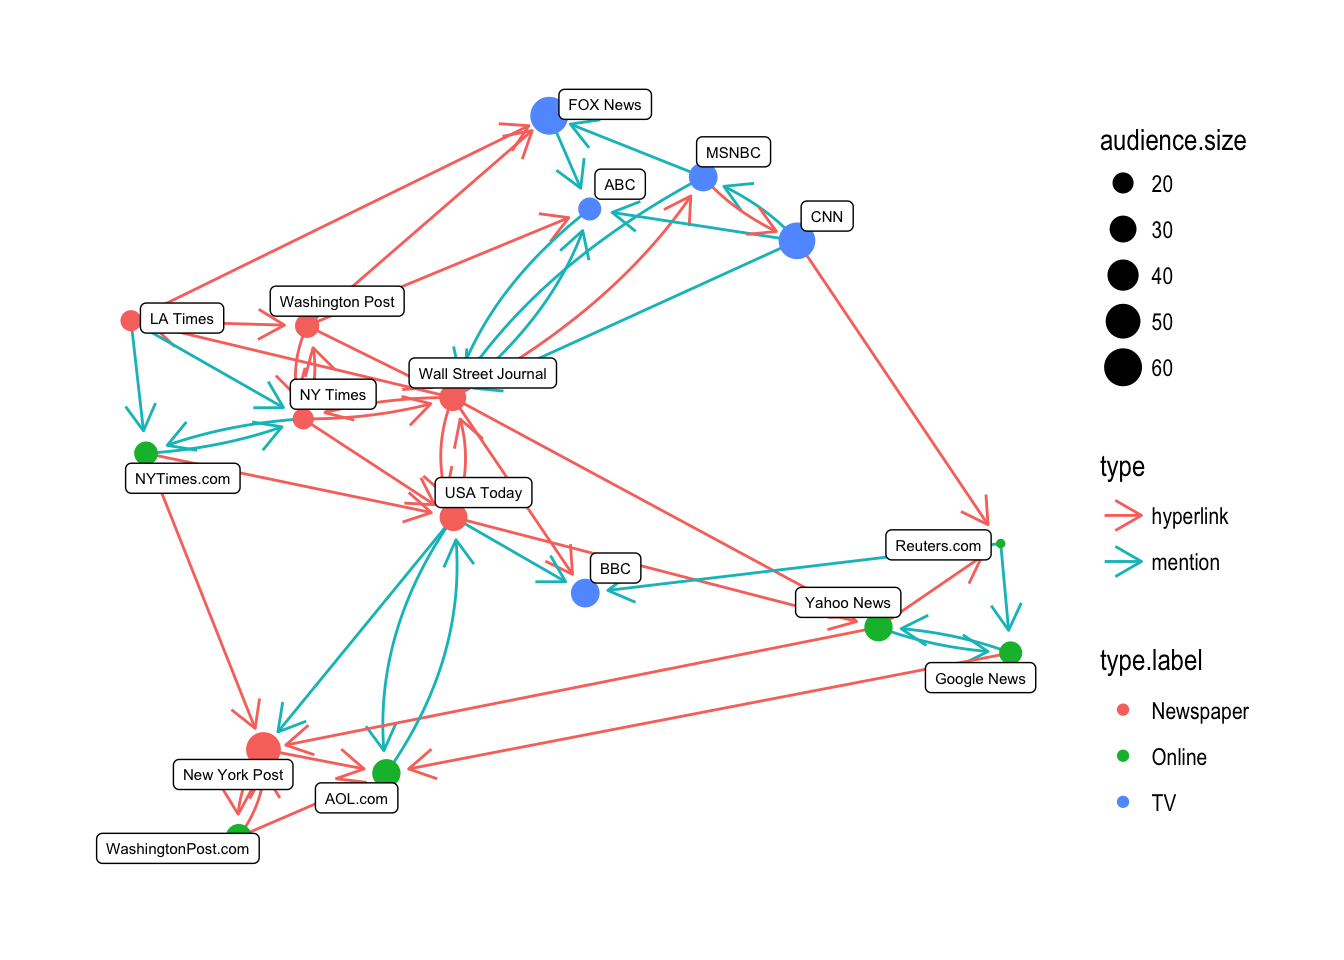 FOX News
MSNBC
ABC
CNN
Washington Post
LA Times
Wall Street Journal
NY Times
NYTimes.com
USA Today
Reuters.com
BBC
Yahoo News
Google News
New York Post
AOL.com
WashingtonPost.com
audience.size
20
30
40
50
60
type
hyperlink
mention
type.label
Newspaper
Online
TV